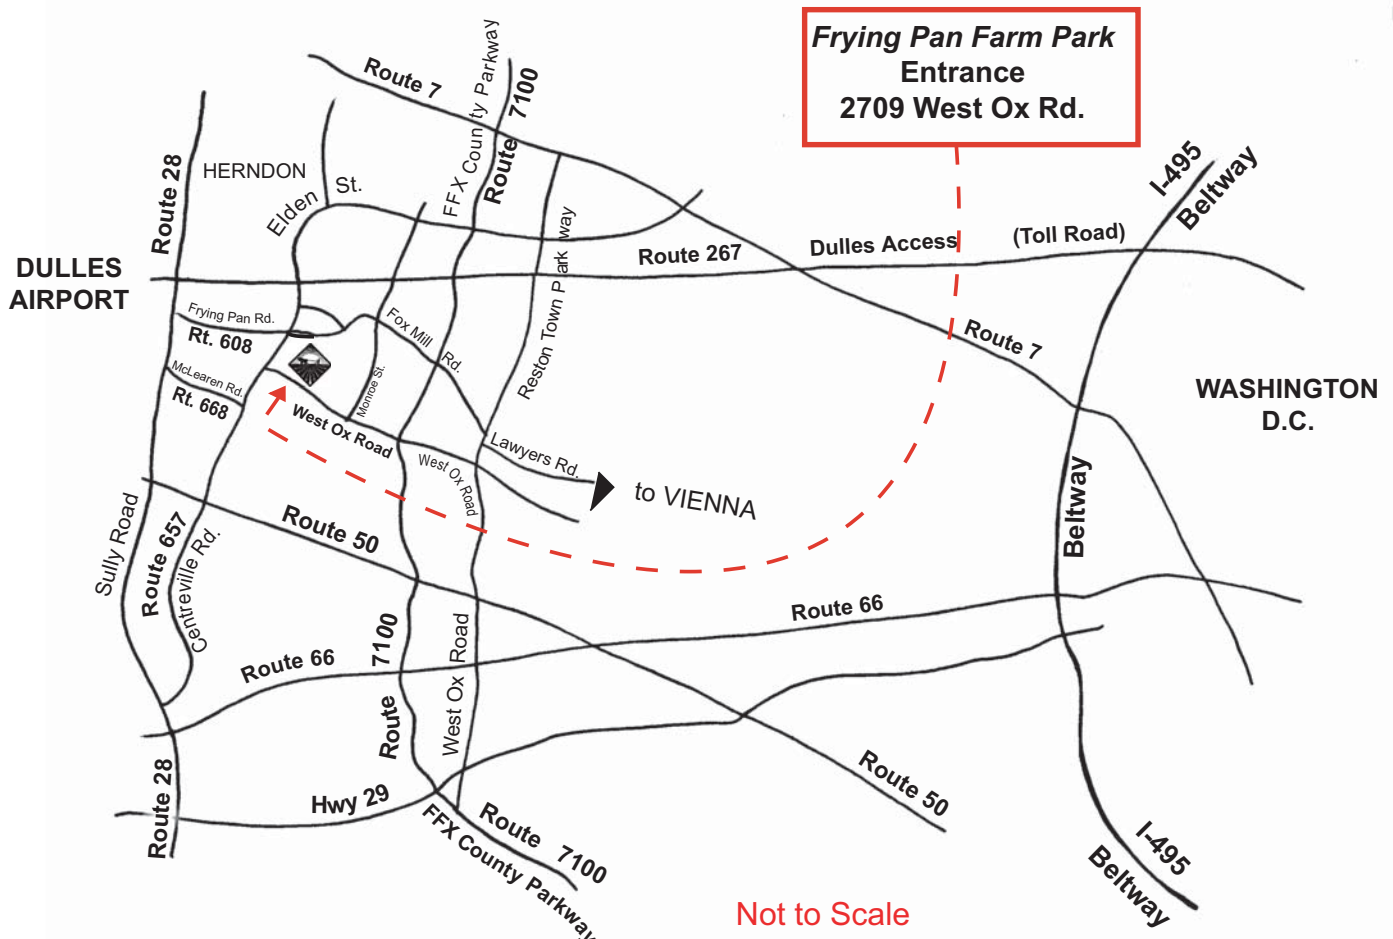 Frying Pan Farm Park
Entrance
2709 West Ox Rd.
Route 7
FFX County Parkway
Route 7100
I-495
Beltway
Route 28
HERNDON
Elden St.
Reston Town Parkway
Route 267
Dulles Access
(Toll Road)
DULLES
AIRPORT
Frying Pan Rd.
Rt. 608
Fox Mill Rd.
Route 7
McLearen Rd.
Rt. 668
Monroe St.
West Ox Road
WASHINGTON
D.C.
Lawyers Rd.
West Ox Road
to VIENNA
Beltway
Sully Road
Route 657
Centreville Rd.
Route 50
Route 66
Route 66
Route 7100
West Ox Road
Route 28
Hwy 29
Route 50
Route 7100
FFX County Parkway
I-495
Beltway
Not to Scale